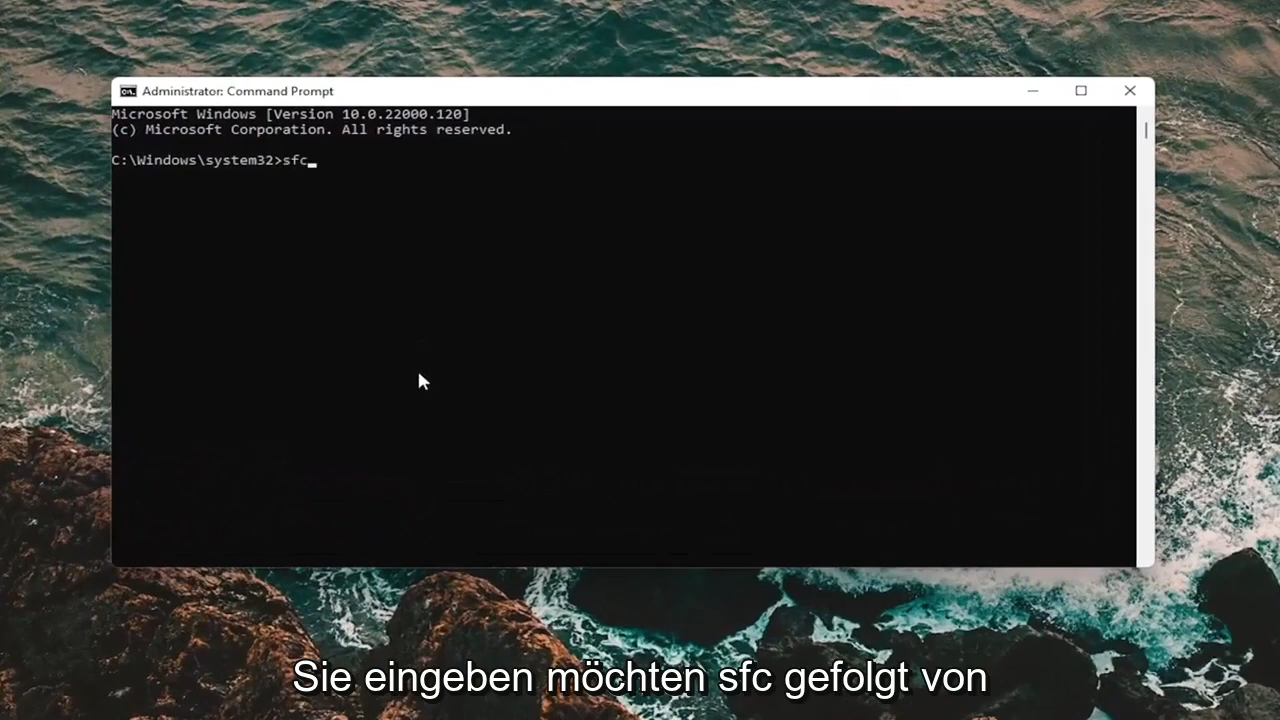 Administrator: Command Prompt
Microsoft Windows [Version 10.0.22000.120]
(c) Microsoft Corporation. All rights reserved.
C:\Windows\system32>sfc
Sie eingeben möchten sfc gefolgt von